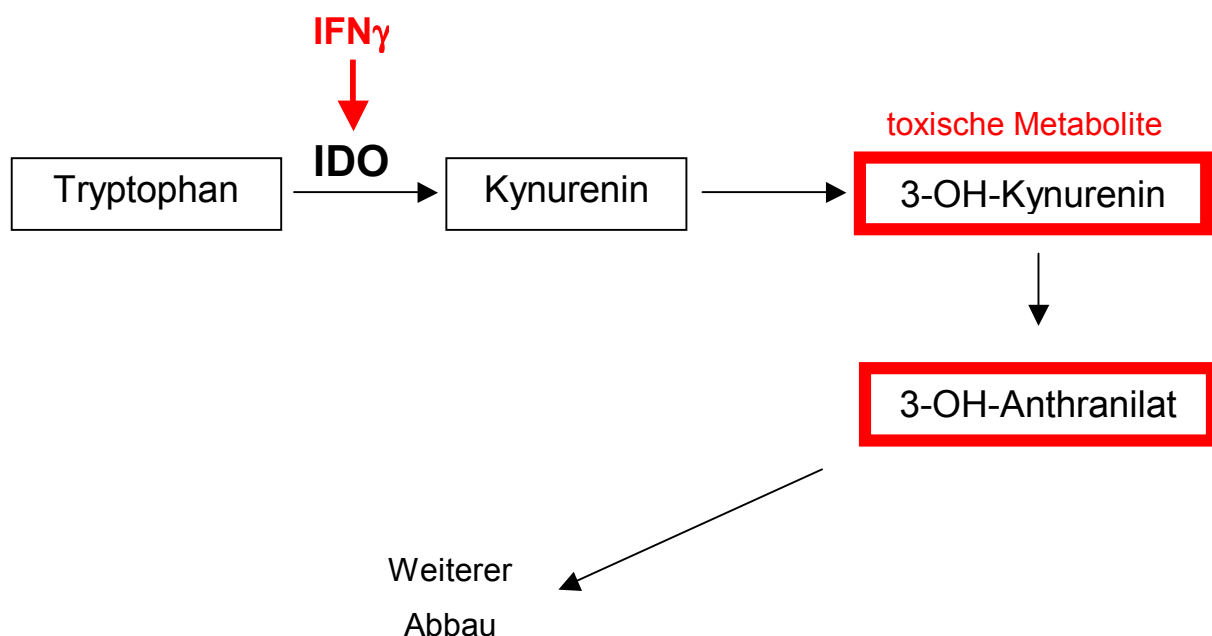 IFNγ
IDO
toxische Metabolite
Tryptophan
Kynurenin
3-OH-Kynurenin
3-OH-Anthranilat
Weiterer
Abbau